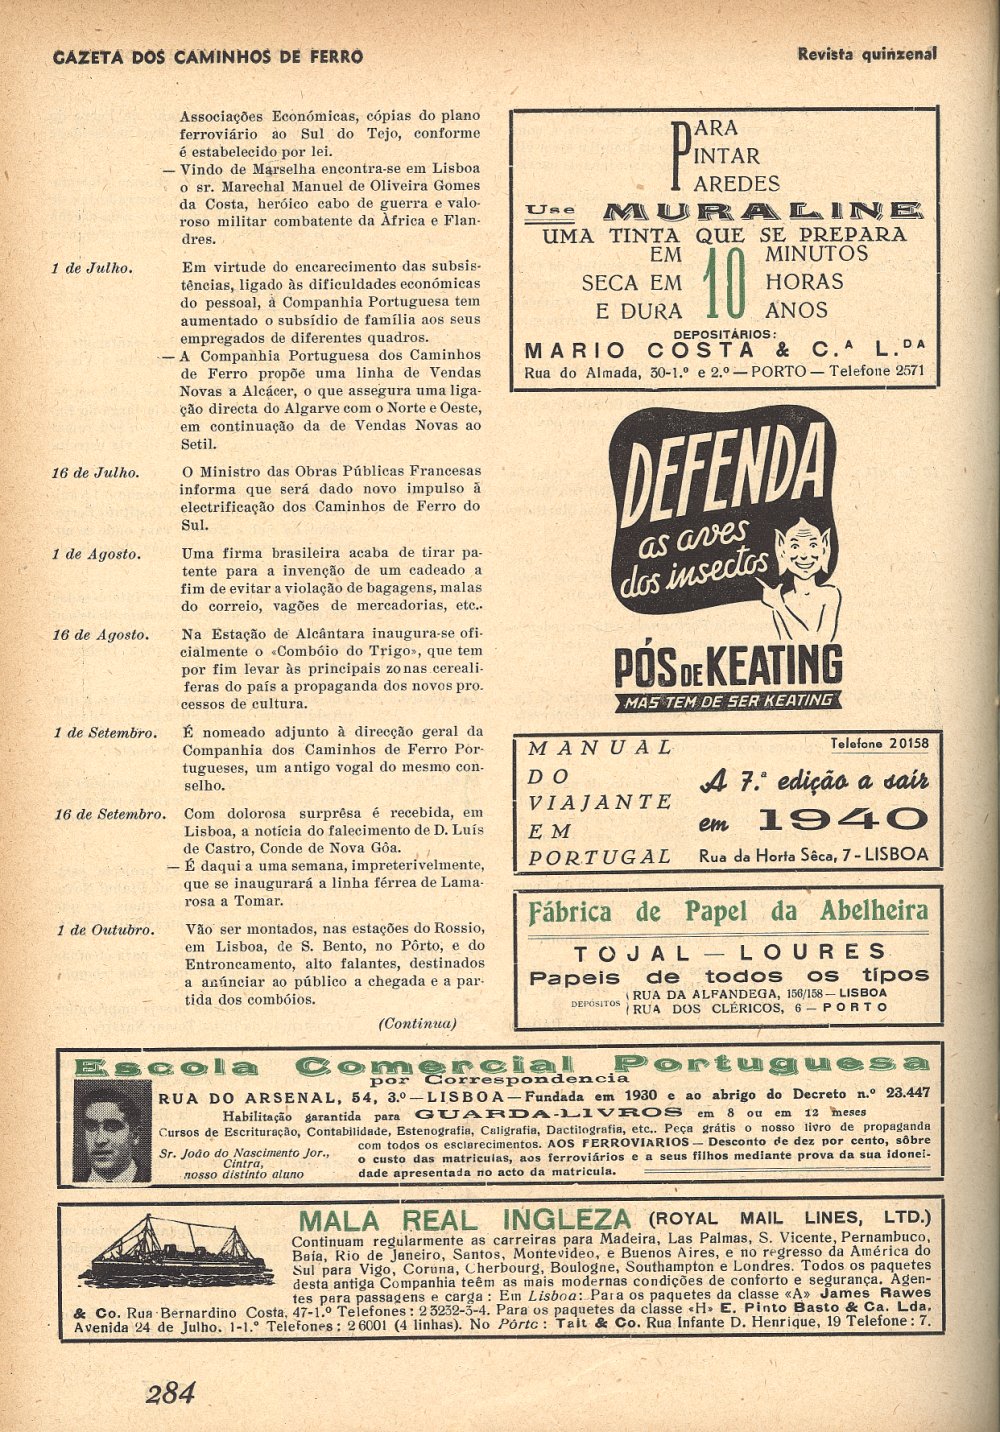 GAZETA DOS CAMINHOS DE FERRO
Revista quinzenal
Associações Económicas, cópias do plano
ferroviário ao Sul do Tejo, conforme
é estabelecido por lei.
— Vindo de Marselha encontra-se em Lisboa
o sr. Marechal Manuel de Oliveira Gomes
da Costa, heróico cabo de guerra e valo-
roso militar combatente da África e Flan-
dres.
1 de Julho. Em virtude do encarecimento das subsis-
tências, ligado às dificuldades económicas
do pessoal, a Companhia Portuguesa tem
aumentado o subsídio de família aos seus
empregados de diferentes quadros.
— A Companhia Portuguesa dos Caminhos
de Ferro propõe uma linha de Vendas
Novas a Alcácer, o que assegura uma liga-
ção directa do Algarve com o Norte e Oeste,
em continuação da de Vendas Novas ao
Setil.
16 de Julho. O Ministro das Obras Públicas Francesas
informa que será dado novo impulso à
electrificação dos Caminhos de Ferro do
Sul.
1 de Agosto. Uma firma brasileira acaba de tirar pa-
tente para a invenção de um cadeado a
fim de evitar a violação de bagagens, malas
do correio, vagões de mercadorias, etc..
16 de Agosto. Na Estação de Alcântara inaugura-se ofi-
cialmente o «Combóio do Trigo», que tem
por fim levar às principais zonas cereali-
feras do país a propaganda dos novos pro-
cessos de cultura.
1 de Setembro. É nomeado adjunto à direcção geral da
Companhia dos Caminhos de Ferro Por-
tugueses, um antigo vogal do mesmo con-
selho.
16 de Setembro. Com dolorosa surprêsa é recebida, em
Lisboa, a notícia do falecimento de D. Luís
de Castro, Conde de Nova Gôa.
— É daqui a uma semana, impreterivelmente,
que se inaugurará a linha férrea de Lama-
rosa a Tomar.
1 de Outubro. Vão ser montados, nas estações do Rossio,
em Lisboa, de S. Bento, no Pôrto, e do
Entroncamento, alto falantes, destinados
a anúnciar ao público a chegada e a par-
tida dos combóios.
(Continua)
PARA
PINTAR
PAREDES
Use MURALINE
UMA TINTA QUE SE PREPARA
EM 10 MINUTOS
SECA EM HORAS
E DURA ANOS
DEPOSITÁRIOS:
MARIO COSTA & C.A L.DA
Rua do Almada, 30-1.º e 2.º — PORTO — Telefone 2571
DEFENDA
as aves
dos insectos
PÓS DE KEATING
MAS TEM DE SER KEATING
MANUAL
DO
VIAJANTE
EM
PORTUGAL
Telefone 20158
A 7.ª edição a saír
em 1940
Rua da Horta Sêca, 7 - LISBOA
Fábrica de Papel da Abelheira
TOJAL — LOURES
Papeis de todos os tipos
DEPÓSITOS { RUA DA ALFANDEGA, 156/158 — LISBOA
{ RUA DOS CLÉRICOS, 6 — PORTO
Escola Comercial Portuguesa
por Correspondencia
RUA DO ARSENAL, 54, 3.º — LISBOA — Fundada em 1930 e ao abrigo do Decreto n.º 23.447
Habilitação garantida para GUARDA-LIVROS em 8 ou em 12 meses
Cursos de Escrituração, Contabilidade, Estenografia, Caligrafia, Dactilografia, etc.. Peça grátis o nosso livro de propaganda
com todos os esclarecimentos. AOS FERROVIARIOS — Desconto de dez por cento, sôbre
o custo das matriculas, aos ferroviários e a seus filhos mediante prova da sua idonei-
dade apresentada no acto da matricula.
Sr. João do Nascimento Jor.,
Cintra,
nosso distinto aluno
MALA REAL INGLEZA (ROYAL MAIL LINES, LTD.)
Continuam regularmente as carreiras para Madeira, Las Palmas, S. Vicente, Pernambuco,
Baía, Rio de Janeiro, Santos, Montevideo, e Buenos Aires, e no regresso da América do
Sul para Vigo, Coruna, Cherbourg, Boulogne, Southampton e Londres. Todos os paquetes
desta antiga Companhia teêm as mais modernas condições de conforto e segurança. Agen-
tes para passagens e carga : Em Lisboa: Para os paquetes da classe «A» James Rawes
& Co. Rua Bernardino Costa, 47-1.º Telefones : 23232-3-4. Para os paquetes da classe «H» E. Pinto Basto & Ca. Lda.
Avenida 24 de Julho. 1-1.º Telefones : 26001 (4 linhas). No Pôrto : Tait & Co. Rua Infante D. Henrique, 19 Telefone : 7.
284